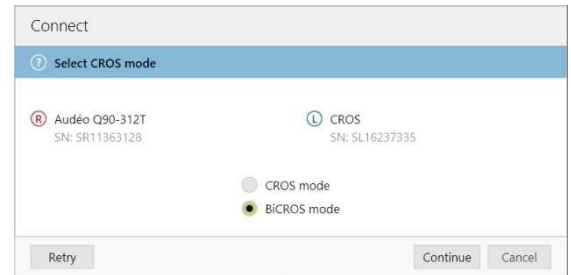 Connect
? Select CROS mode
R Audéo Q90-312T
SN: SR11363128
L CROS
SN: SL16237335
CROS mode
BiCROS mode
Retry Continue Cancel